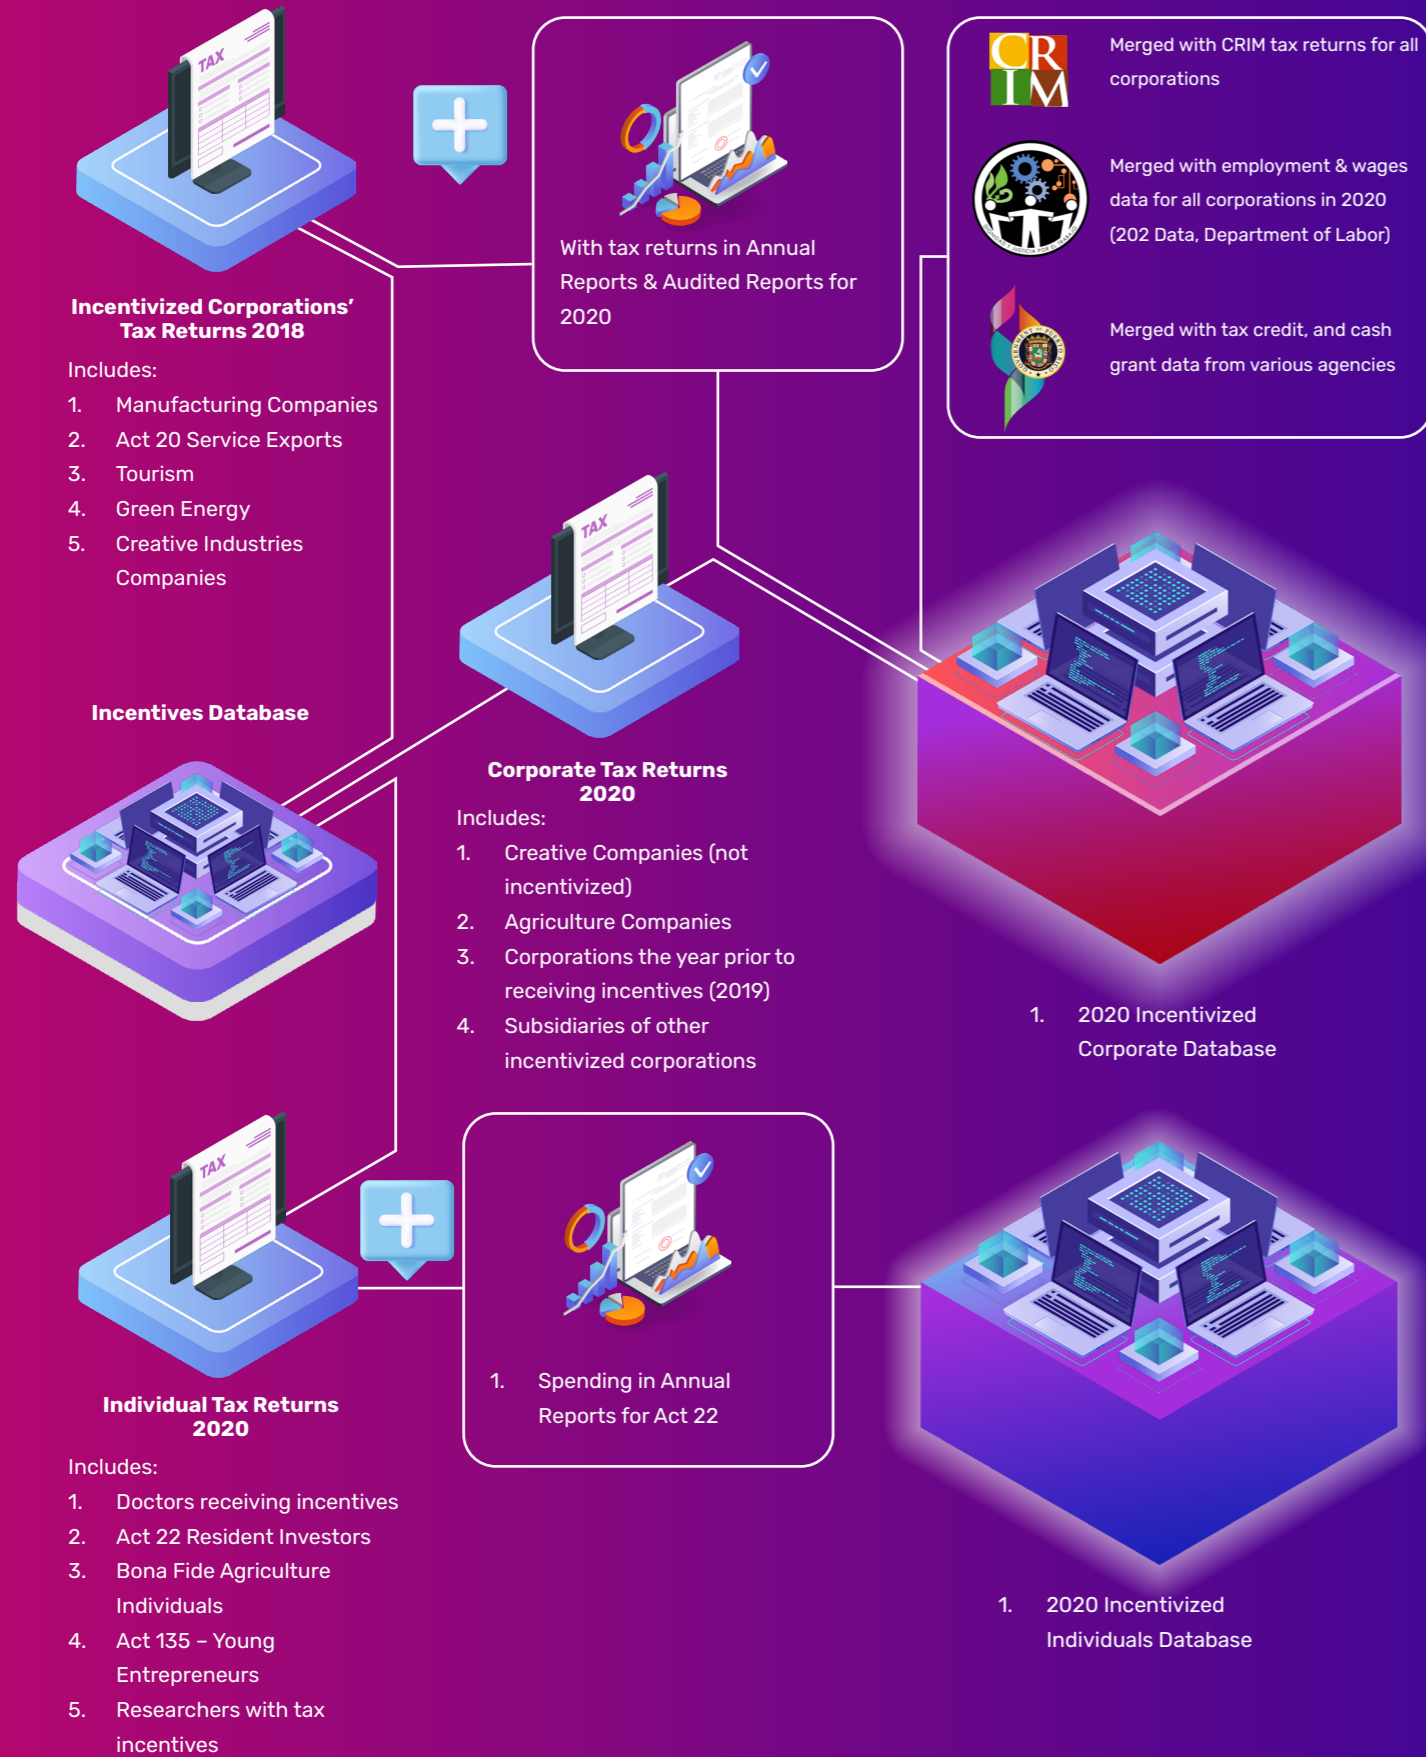 TAX
Incentivized Corporations’
Tax Returns 2018
Includes:
1. Manufacturing Companies
2. Act 20 Service Exports
3. Tourism
4. Green Energy
5. Creative Industries
Companies
With tax returns in Annual
Reports & Audited Reports for
2020
CR
IM
Merged with CRIM tax returns for all
corporations
Merged with employment & wages
data for all corporations in 2020
(202 Data, Department of Labor)
GOVERNMENT OF PUERTO RICO
Merged with tax credit, and cash
grant data from various agencies
Incentives Database
TAX
Corporate Tax Returns
2020
Includes:
1. Creative Companies (not
incentivized)
2. Agriculture Companies
3. Corporations the year prior to
receiving incentives (2019)
4. Subsidiaries of other
incentivized corporations
1. 2020 Incentivized
Corporate Database
TAX
Individual Tax Returns
2020
Includes:
1. Doctors receiving incentives
2. Act 22 Resident Investors
3. Bona Fide Agriculture
Individuals
4. Act 135 – Young
Entrepreneurs
5. Researchers with tax
incentives
1. Spending in Annual
Reports for Act 22
1. 2020 Incentivized
Individuals Database